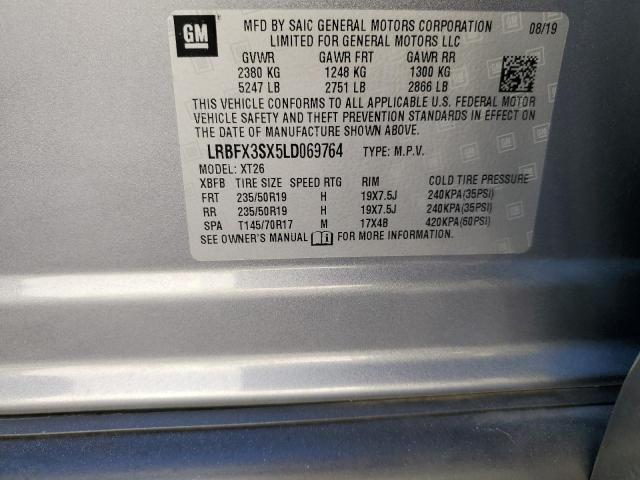 GM
MFD BY SAIC GENERAL MOTORS CORPORATION 08/19
LIMITED FOR GENERAL MOTORS LLC
GVWR GAWR FRT GAWR RR
2380 KG 1248 KG 1300 KG
5247 LB 2751 LB 2866 LB
THIS VEHICLE CONFORMS TO ALL APPLICABLE U.S. FEDERAL MOTOR
VEHICLE SAFETY AND THEFT PREVENTION STANDARDS IN EFFECT ON
THE DATE OF MANUFACTURE SHOWN ABOVE.
LRBFX3SX5LD069764 TYPE: M.P.V.
MODEL: XT26
XBFB TIRE SIZE SPEED RTG RIM COLD TIRE PRESSURE
FRT 235/50R19 H 19X7.5J 240KPA(35PSI)
RR 235/50R19 H 19X7.5J 240KPA(35PSI)
SPA T145/70R17 M 17X4B 420KPA(60PSI)
SEE OWNER'S MANUAL FOR MORE INFORMATION.